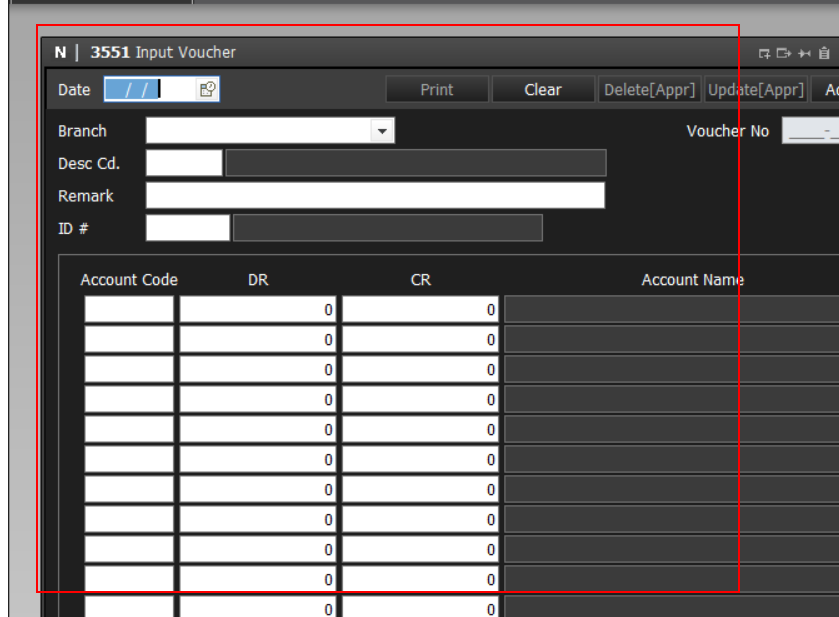 N | 3551 Input Voucher
Date / / Print Clear Delete[Appr] Update[Appr]
Branch Voucher No ____-_
Desc Cd.
Remark
ID #
Account Code DR CR Account Name
0 0
0 0
0 0
0 0
0 0
0 0
0 0
0 0
0 0
0 0
0 0